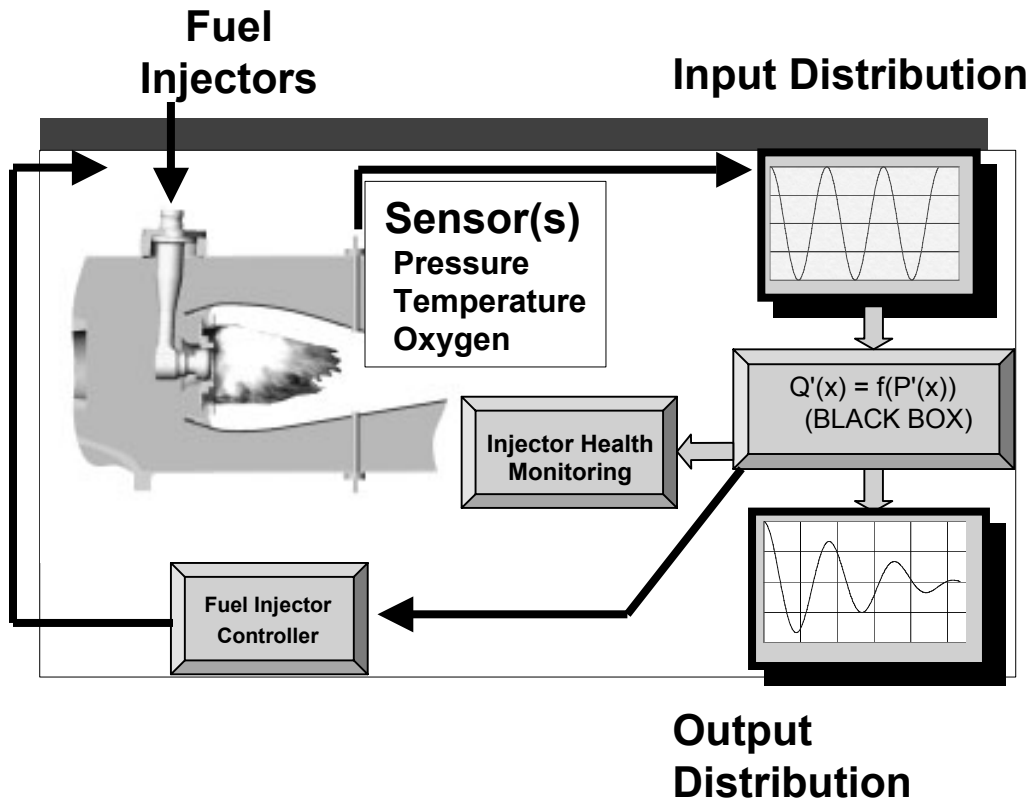 Fuel
Injectors
Input Distribution
Sensor(s)
Pressure
Temperature
Oxygen
Q'(x) = f(P'(x))
(BLACK BOX)
Injector Health
Monitoring
Fuel Injector
Controller
Output
Distribution